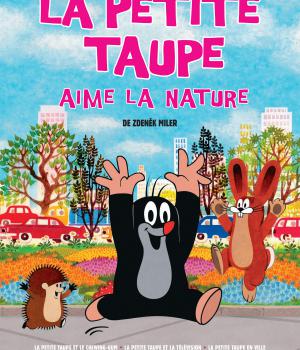 LA PETITE
TAUPE
AIME LA NATURE
DE ZDENĚK MILER
LA PETITE TAUPE ET LE CHEWING-GUM - LA PETITE TAUPE ET LA TÉLÉVISION - LA PETITE TAUPE EN VILLE